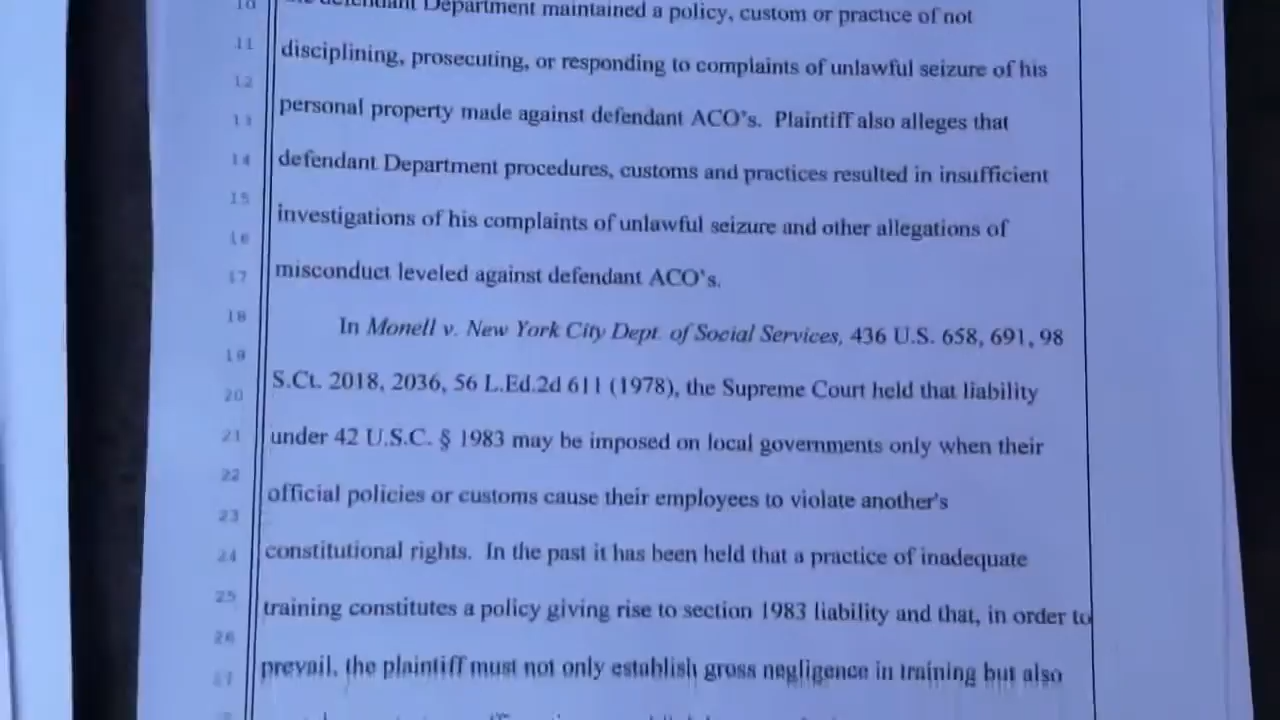 10 defendant Department maintained a policy, custom or practice of not
11 disciplining, prosecuting, or responding to complaints of unlawful seizure of his
12
13 personal property made against defendant ACO's. Plaintiff also alleges that
14 defendant Department procedures, customs and practices resulted in insufficient
15 investigations of his complaints of unlawful seizure and other allegations of
16
17 misconduct leveled against defendant ACO's.
18 In Monell v. New York City Dept. of Social Services, 436 U.S. 658, 691, 98
19
20 S.Ct. 2018, 2036, 56 L.Ed.2d 611 (1978), the Supreme Court held that liability
21 under 42 U.S.C. § 1983 may be imposed on local governments only when their
22
23 official policies or customs cause their employees to violate another's
24 constitutional rights. In the past it has been held that a practice of inadequate
25 training constitutes a policy giving rise to section 1983 liability and that, in order to
26
27 prevail, the plaintiff must not only establish gross negligence in training but also